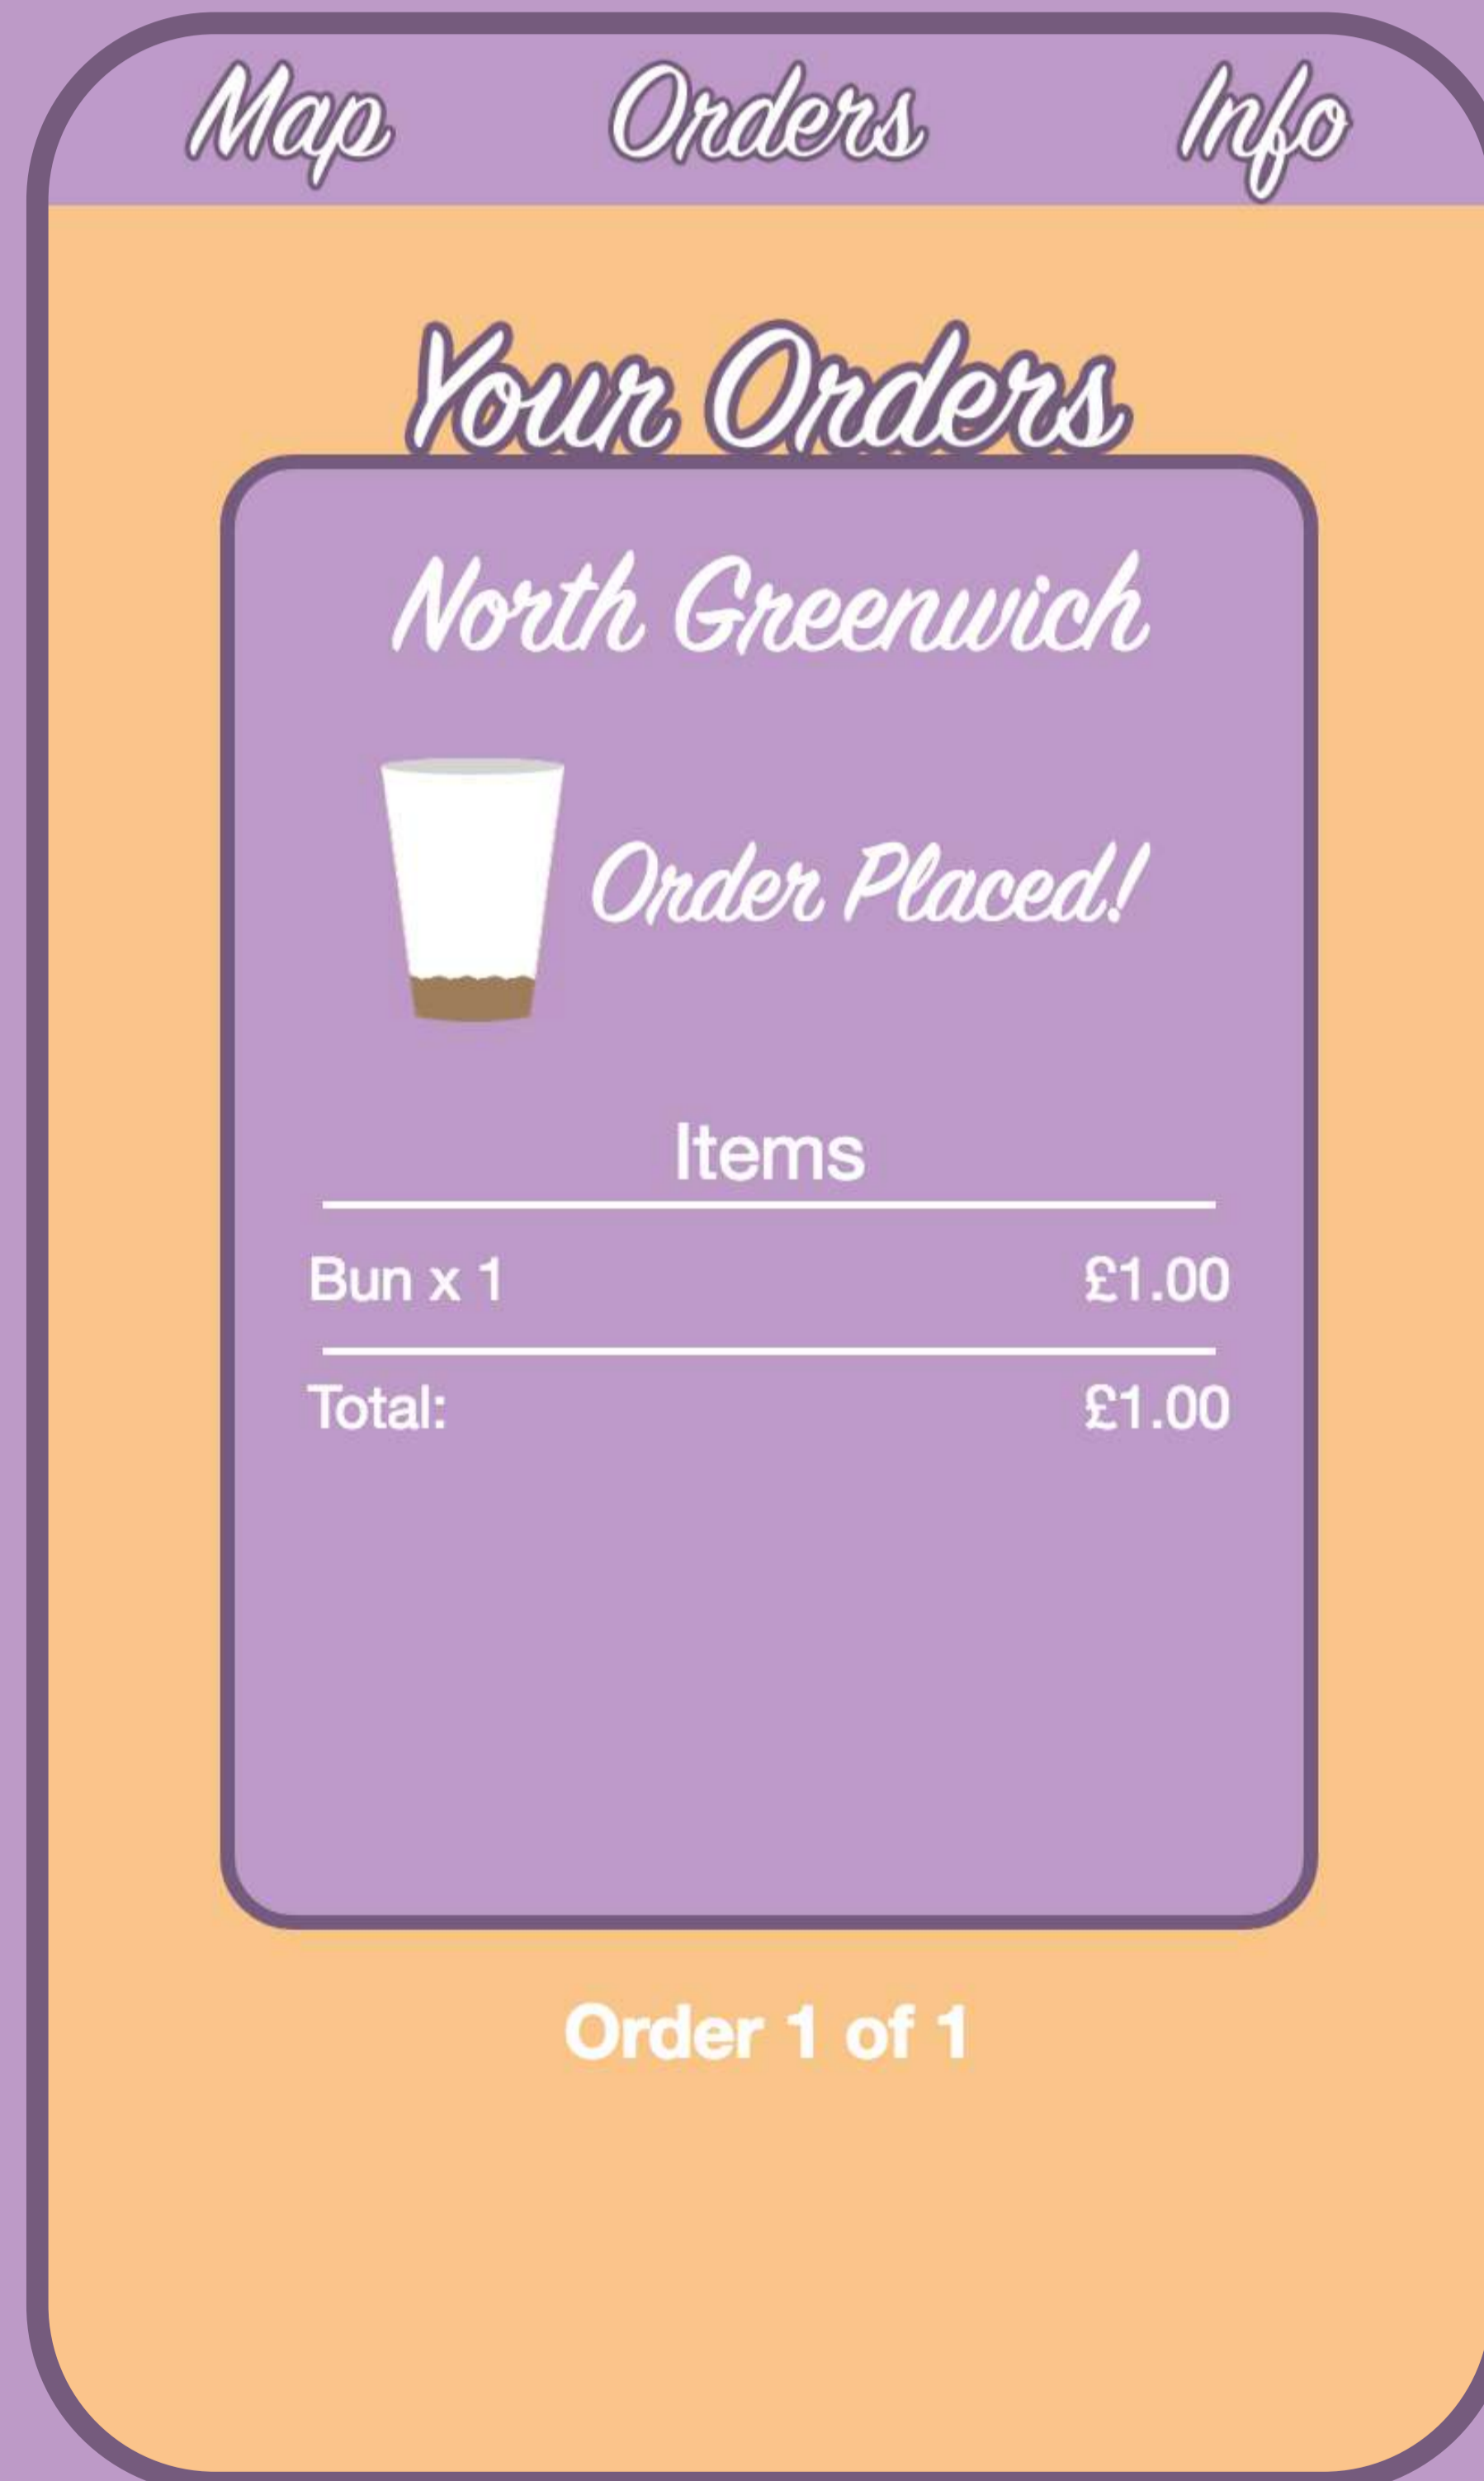 Map Orders Info
Your Orders
North Greenwich
Order Placed!
Items
Bun x 1 £1.00
Total: £1.00
Order 1 of 1